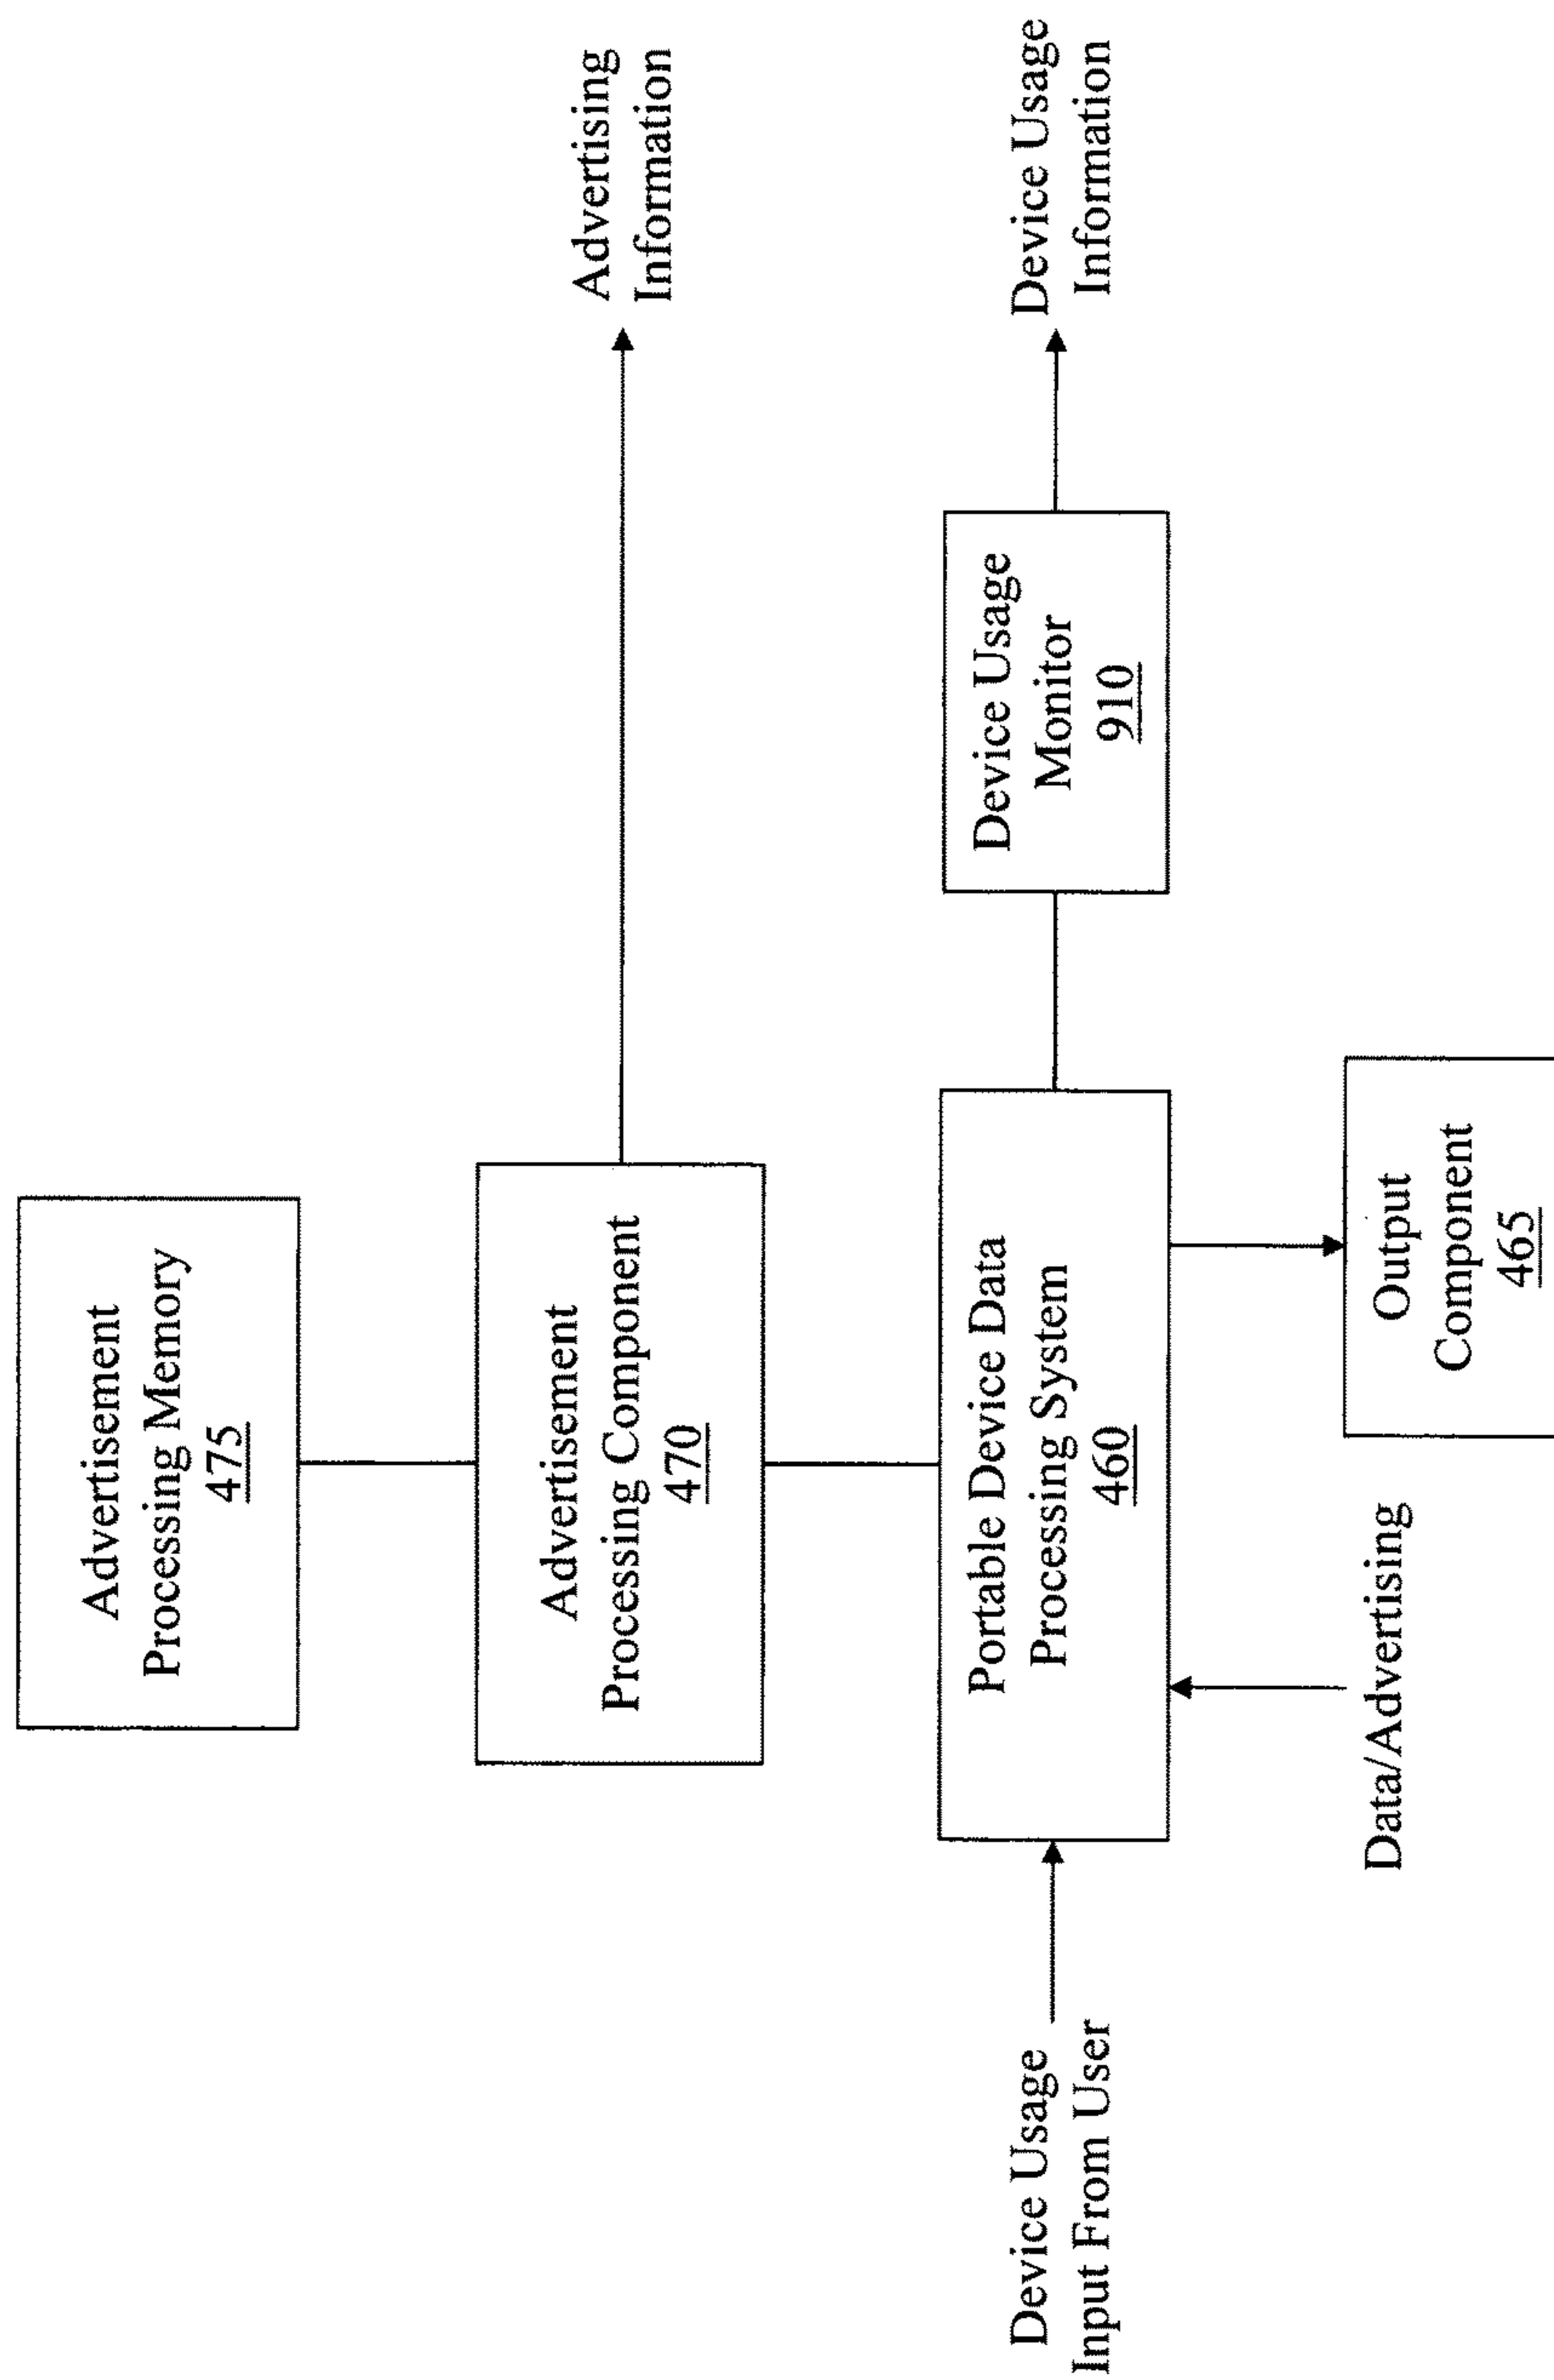 Advertisement
Processing Memory
475
Advertisement
Processing Component
470
Advertising
Information
Device Usage
Input From User
Portable Device Data
Processing System
460
Device Usage
Monitor
910
Device Usage
Information
Data/Advertising
Output
Component
465